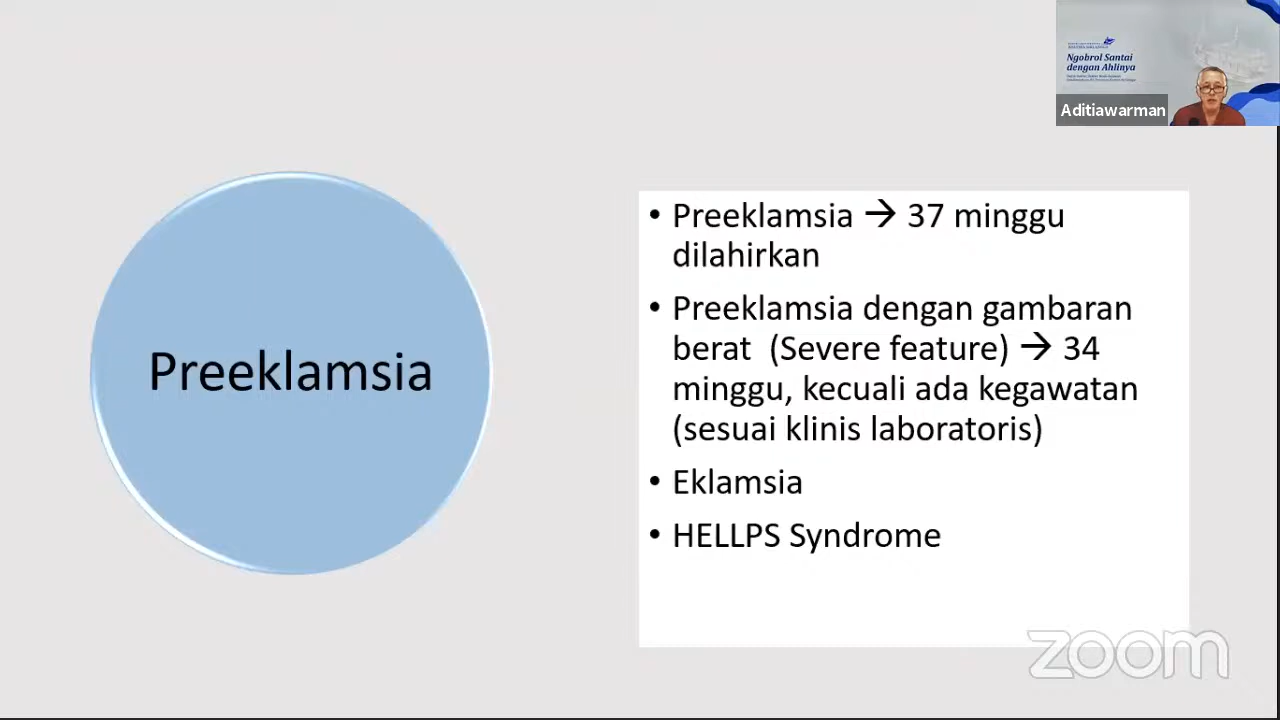 Ngobrol Santai
dengan Ahlinya
Aditiawarman
Preeklamsia
• Preeklamsia → 37 minggu
dilahirkan
• Preeklamsia dengan gambaran
berat (Severe feature) → 34
minggu, kecuali ada kegawatan
(sesuai klinis laboratoris)
• Eklamsia
• HELLPS Syndrome
zoom